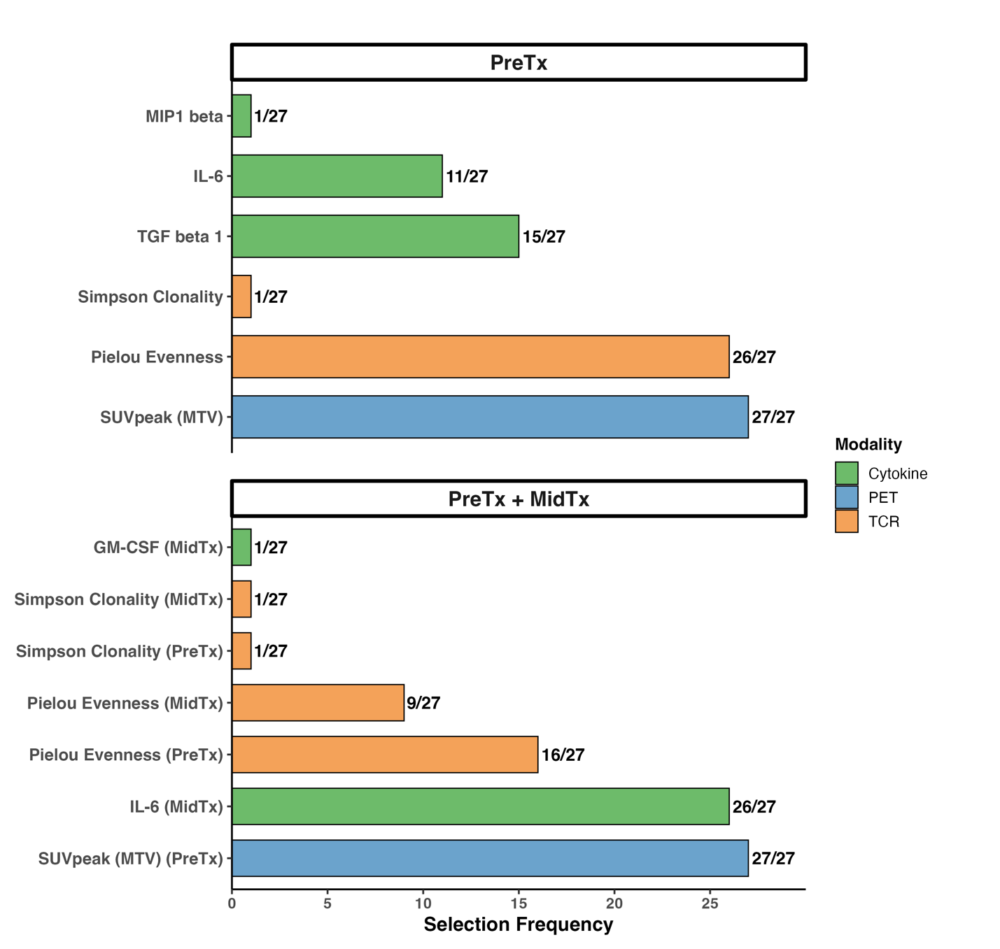 PreTx
MIP1 beta 1/27
IL-6 11/27
TGF beta 1 15/27
Simpson Clonality 1/27
Pielou Evenness 26/27
SUVpeak (MTV) 27/27
Modality
Cytokine
PET
TCR
PreTx + MidTx
GM-CSF (MidTx) 1/27
Simpson Clonality (MidTx) 1/27
Simpson Clonality (PreTx) 1/27
Pielou Evenness (MidTx) 9/27
Pielou Evenness (PreTx) 16/27
IL-6 (MidTx) 26/27
SUVpeak (MTV) (PreTx) 27/27
0 5 10 15 20 25
Selection Frequency